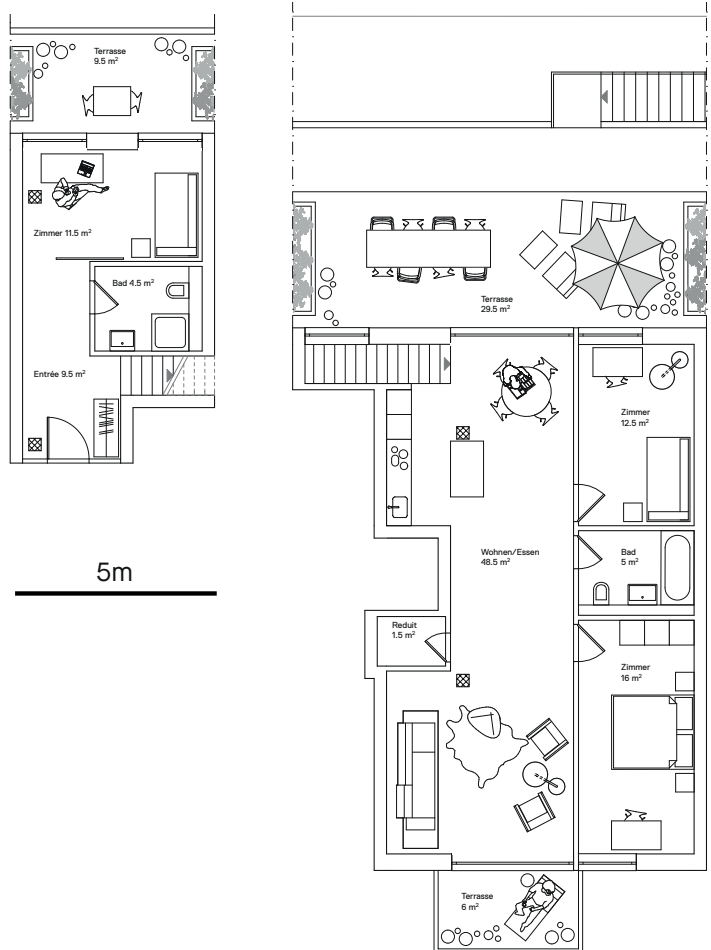 Terrasse
9.5 m²
Zimmer 11.5 m²
Bad 4.5 m²
Entrée 9.5 m²
5m
Terrasse
29.5 m²
Zimmer
12.5 m²
Wohnen/Essen
48.5 m²
Bad
5 m²
Reduit
1.5 m²
Zimmer
16 m²
Terrasse
6 m²